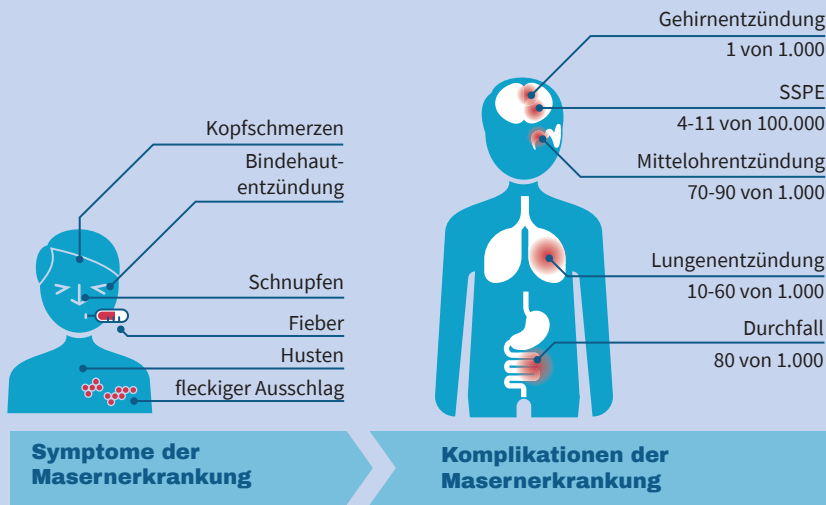 Kopfschmerzen
Bindehaut-
entzündung
Schnupfen
Fieber
Husten
fleckiger Ausschlag
Symptome der
Masernerkrankung
Gehirnentzündung
1 von 1.000
SSPE
4-11 von 100.000
Mittelohrentzündung
70-90 von 1.000
Lungenentzündung
10-60 von 1.000
Durchfall
80 von 1.000
Komplikationen der
Masernerkrankung